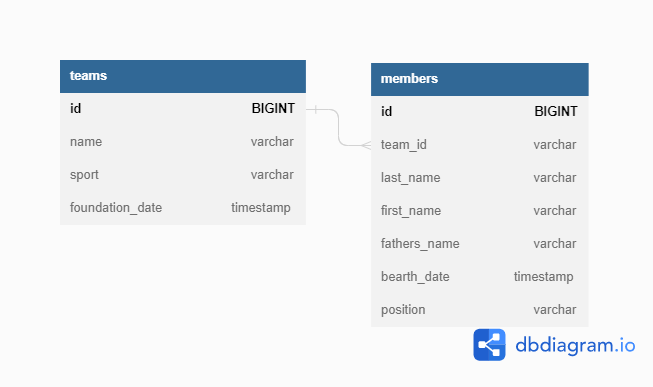 teams
id BIGINT
name varchar
sport varchar
foundation_date timestamp
members
id BIGINT
team_id varchar
last_name varchar
first_name varchar
fathers_name varchar
bearth_date timestamp
position varchar
dbdiagram.io